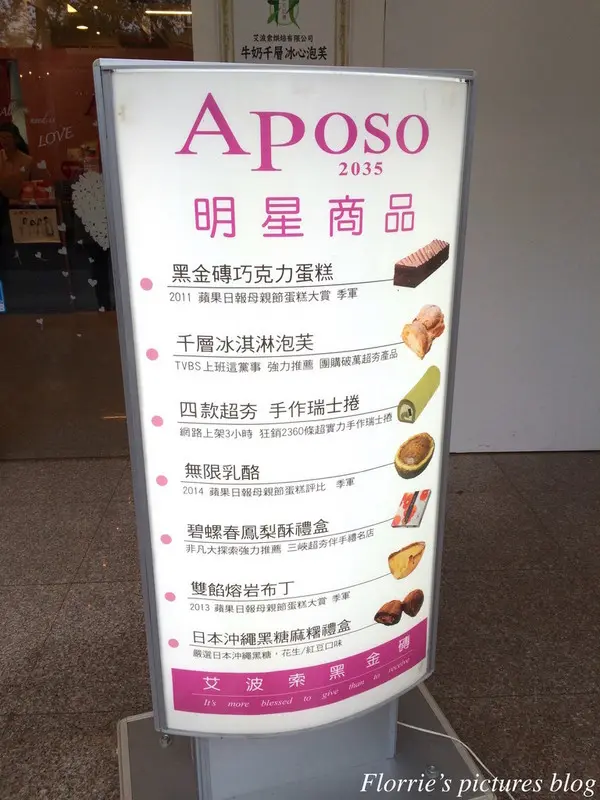 艾波索烘焙有限公司
牛奶千層冰心泡芙
LOVE
APOSO
2035
明星商品
黑金磚巧克力蛋糕
2011 蘋果日報母親節蛋糕大賞 季軍
千層冰淇淋泡芙
TVBS上班這黨事 強力推薦 團購破萬超夯產品
四款超夯 手作瑞士捲
網路上架3小時 狂銷2360條超實力手作瑞士捲
無限乳酪
2014 蘋果日報母親節蛋糕評比 季軍
碧螺春鳳梨酥禮盒
非凡大探索強力推薦 三峽超夯伴手禮名店
雙餡熔岩布丁
2013 蘋果日報母親節蛋糕大賞 季軍
日本沖繩黑糖麻糬禮盒
嚴選日本沖繩黑糖，花生/紅豆口味
艾波索黑金磚
It's more blessed to give than to receive
Florrie's pictures blog